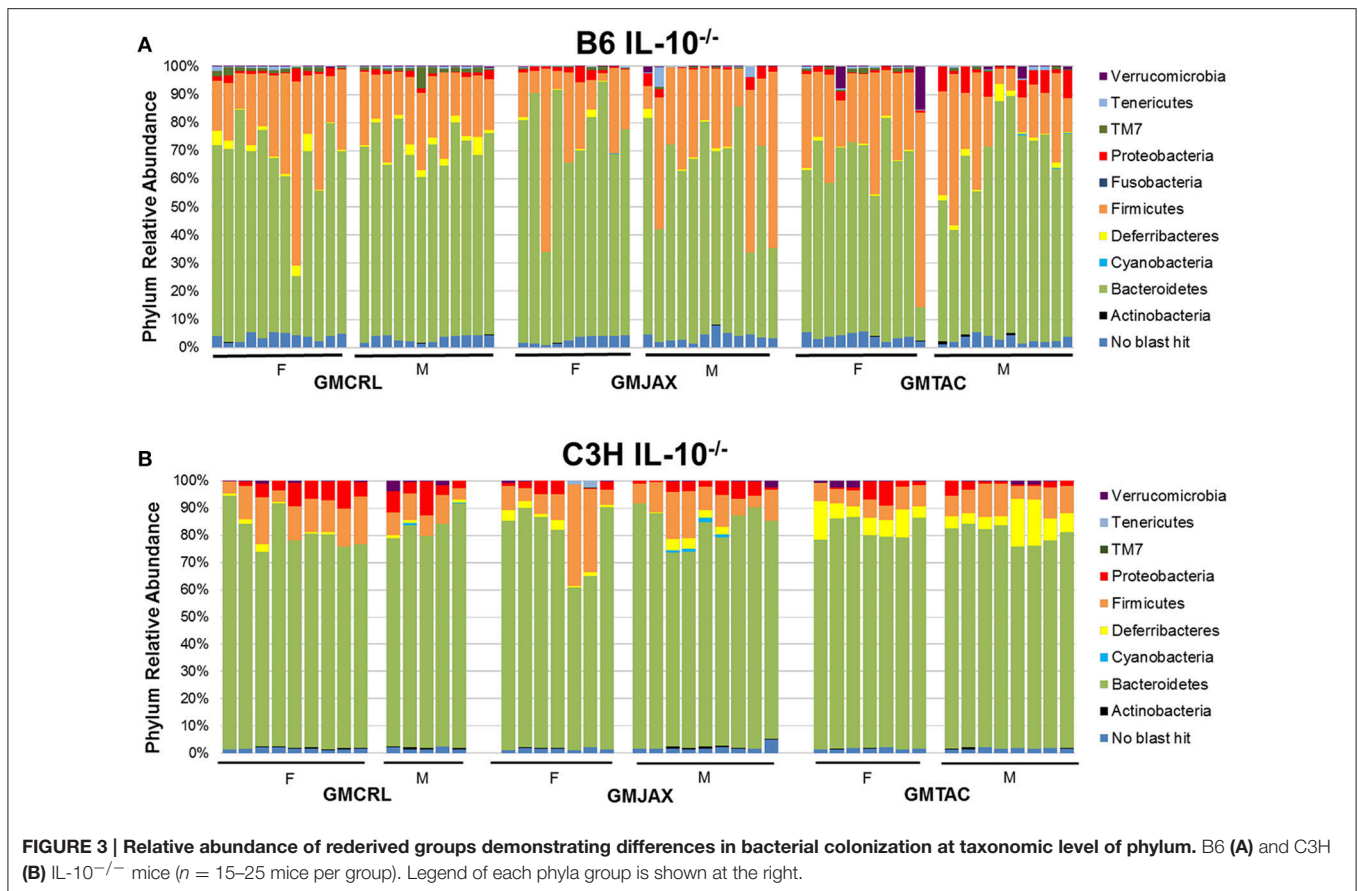 A
B6 IL-10-/-
Phylum Relative Abundance
100%
90%
80%
70%
60%
50%
40%
30%
20%
10%
0%
F
M
F
M
F
M
GMCRL
GMJAX
GMTAC
Verrucomicrobia
Tenericutes
TM7
Proteobacteria
Fusobacteria
Firmicutes
Deferribacteres
Cyanobacteria
Bacteroidetes
Actinobacteria
No blast hit
B
C3H IL-10-/-
Phylum Relative Abundance
100%
90%
80%
70%
60%
50%
40%
30%
20%
10%
0%
F
M
F
M
F
M
GMCRL
GMJAX
GMTAC
Verrucomicrobia
Tenericutes
TM7
Proteobacteria
Firmicutes
Deferribacteres
Cyanobacteria
Bacteroidetes
Actinobacteria
No blast hit
FIGURE 3 | Relative abundance of rederived groups demonstrating differences in bacterial colonization at taxonomic level of phylum. B6 (A) and C3H
(B) IL-10−/− mice (n = 15–25 mice per group). Legend of each phyla group is shown at the right.